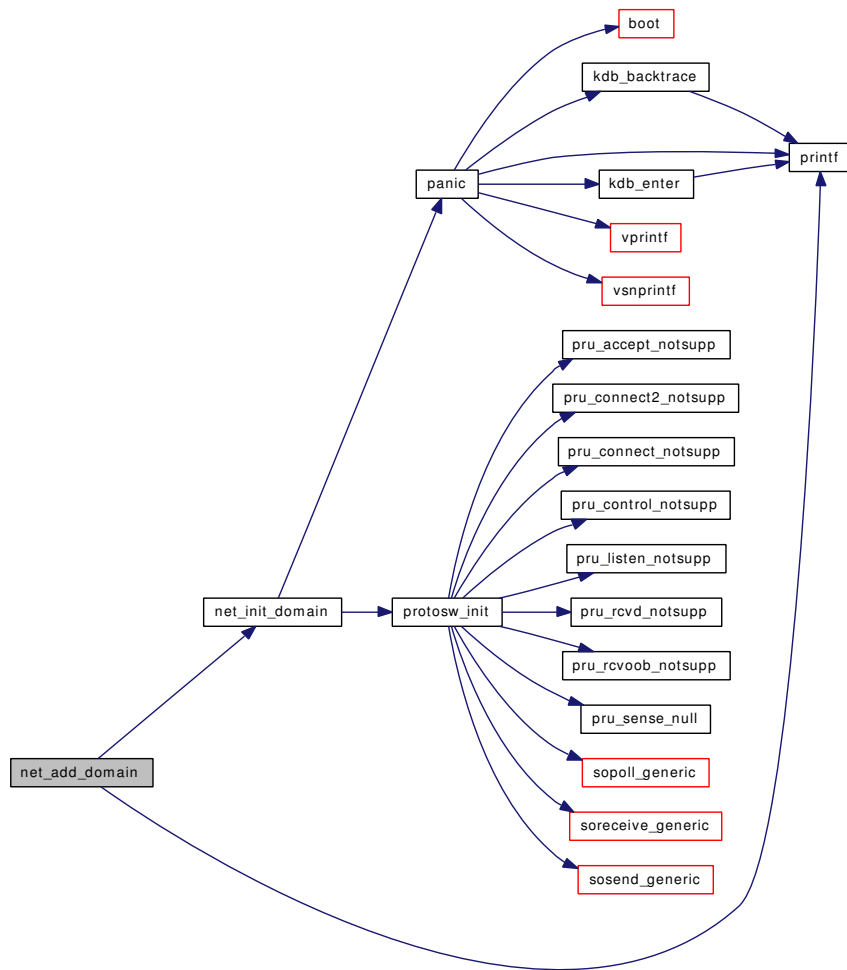 boot
kdb_backtrace
printf
panic
kdb_enter
vprintf
vsnprintf
pru_accept_notsupp
pru_connect2_notsupp
pru_connect_notsupp
pru_control_notsupp
pru_listen_notsupp
net_init_domain
protosw_init
pru_rcvd_notsupp
pru_rcvoob_notsupp
pru_sense_null
net_add_domain
sopoll_generic
soreceive_generic
sosend_generic